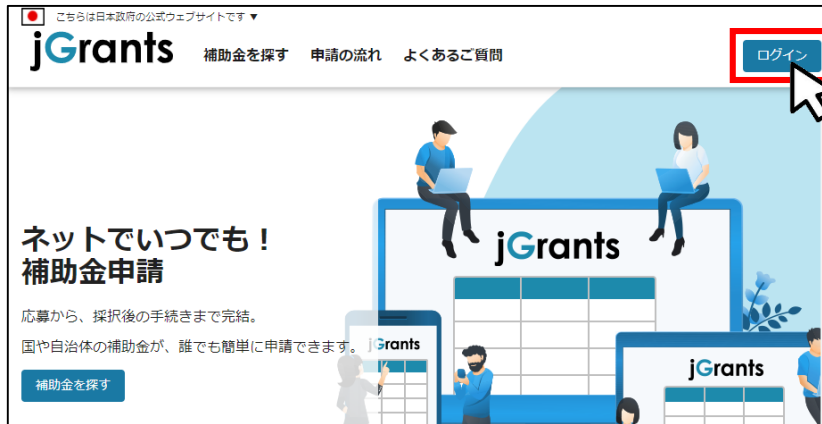 こちらは日本政府の公式ウェブサイトです ▼
jGrants 補助金を探す 申請の流れ よくあるご質問 ログイン
jGrants
ネットでいつでも！
補助金申請
応募から、採択後の手続きまで完結。
国や自治体の補助金が、誰でも簡単に申請できます。
jGrants
jGrants
補助金を探す